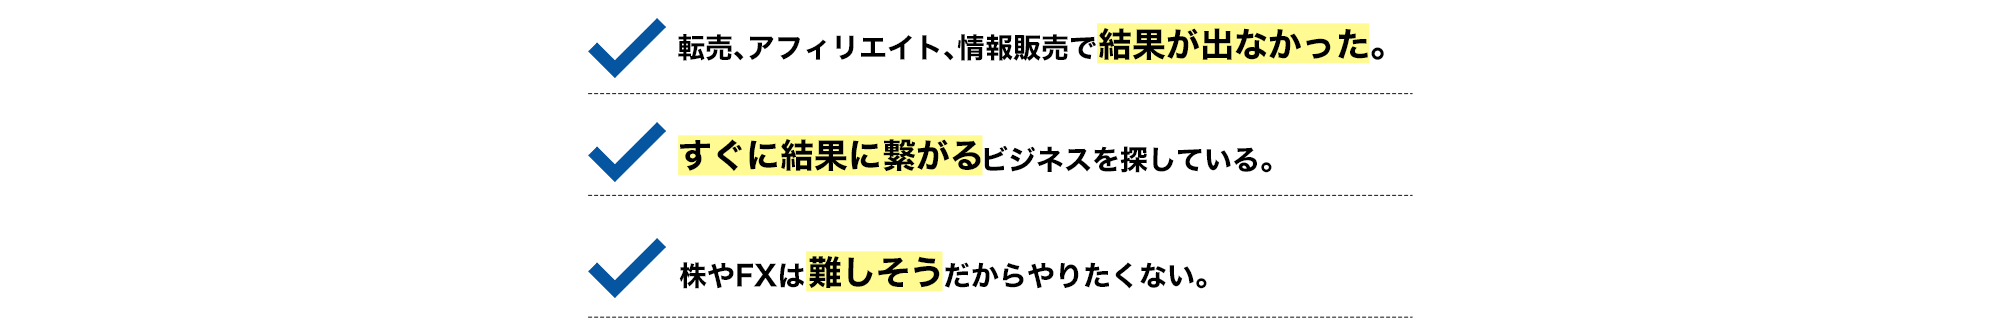 転売、アフィリエイト、情報販売で結果が出なかった。
すぐに結果に繋がるビジネスを探している。
株やFXは難しそうだからやりたくない。